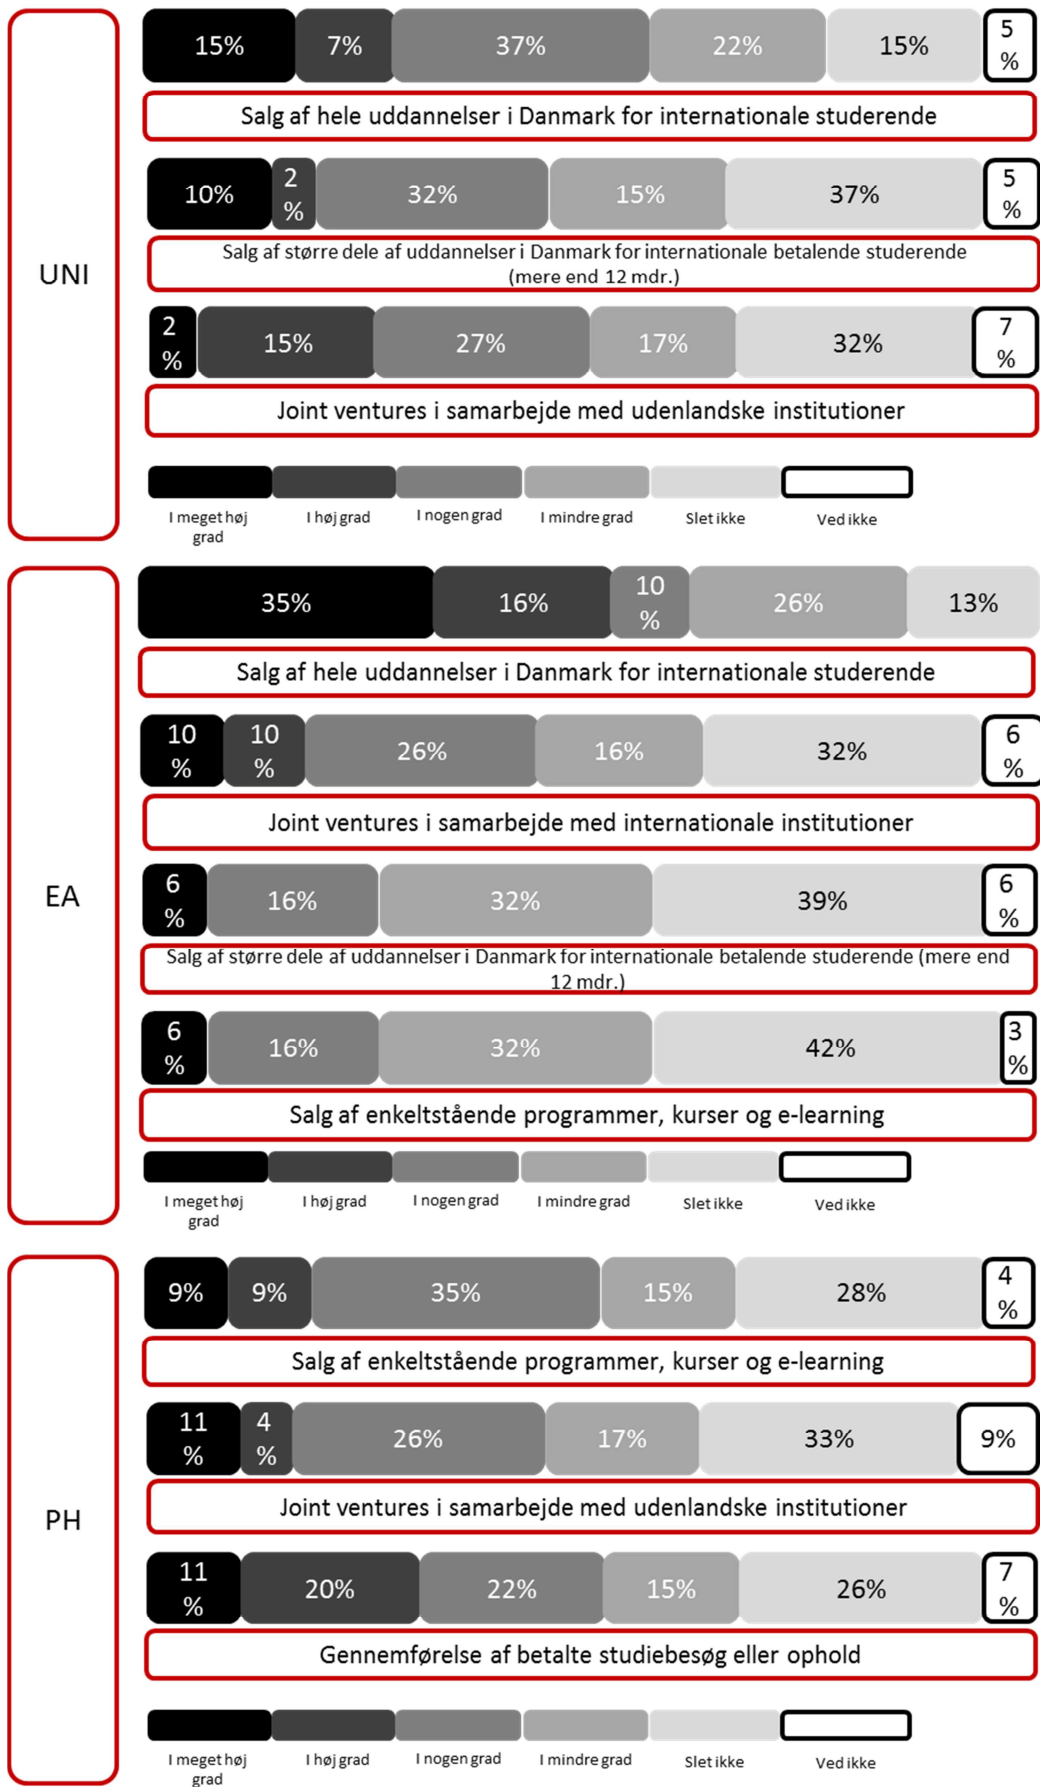 UNI
15% 7% 37% 22% 15% 5
%
Salg af hele uddannelser i Danmark for internationale studerende
10% 2
% 32% 15% 37% 5
%
Salg af større dele af uddannelser i Danmark for internationale betalende studerende
(mere end 12 mdr.)
2
% 15% 27% 17% 32% 7
%
Joint ventures i samarbejde med udenlandske institutioner
I meget høj
grad
I høj grad
I nogen grad
I mindre grad
Slet ikke
Ved ikke
EA
35% 16% 10
% 26% 13%
Salg af hele uddannelser i Danmark for internationale studerende
10
% 10
% 26% 16% 32% 6
%
Joint ventures i samarbejde med internationale institutioner
6
% 16% 32% 39% 6
%
Salg af større dele af uddannelser i Danmark for internationale betalende studerende (mere end
12 mdr.)
6
% 16% 32% 42% 3
%
Salg af enkeltstående programmer, kurser og e-learning
I meget høj
grad
I høj grad
I nogen grad
I mindre grad
Slet ikke
Ved ikke
PH
9% 9% 35% 15% 28% 4
%
Salg af enkeltstående programmer, kurser og e-learning
11
% 4
% 26% 17% 33% 9%
Joint ventures i samarbejde med udenlandske institutioner
11
% 20% 22% 15% 26% 7
%
Gennemførelse af betalte studiebesøg eller ophold
I meget høj
grad
I høj grad
I nogen grad
I mindre grad
Slet ikke
Ved ikke